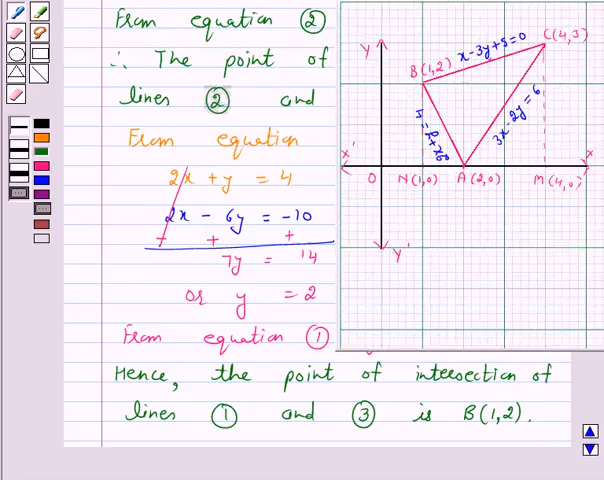 From equation ②
∴ The point of
lines ② and
From equation
2x + y = 4
2x - 6y = -10
- + +
7y = 14
or y = 2
From equation ①
Hence, the point of intersection of
lines ① and ③ is B(1,2).
Y
C(4,3)
x-3y+5=0
B(1,2)
2x+y = 4
3x-2y=6
X'
X
O
N(1,0)
A(2,0)
M(4,0)
Y'